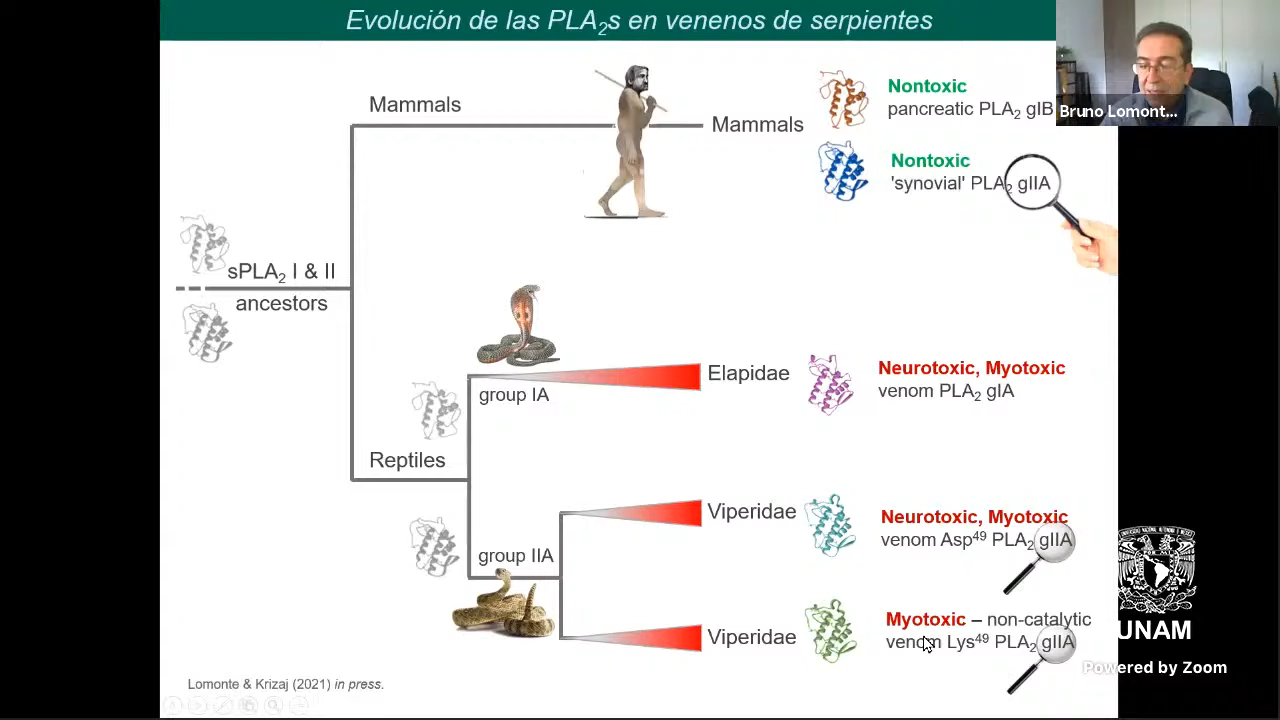 Evolución de las PLA₂s en venenos de serpientes
Bruno Lomont...
Mammals
Mammals
Nontoxic
pancreatic PLA₂ gIB
Nontoxic
'synovial' PLA₂ gIIA
sPLA₂ I & II
ancestors
group IA
Elapidae
Neurotoxic, Myotoxic
venom PLA₂ gIA
Reptiles
group IIA
Viperidae
Neurotoxic, Myotoxic
venom Asp⁴⁹ PLA₂ gIIA
Viperidae
Myotoxic – non-catalytic
venom Lys⁴⁹ PLA₂ gIIA
UNAM
Powered by Zoom
Lomonte & Krizaj (2021) in press.